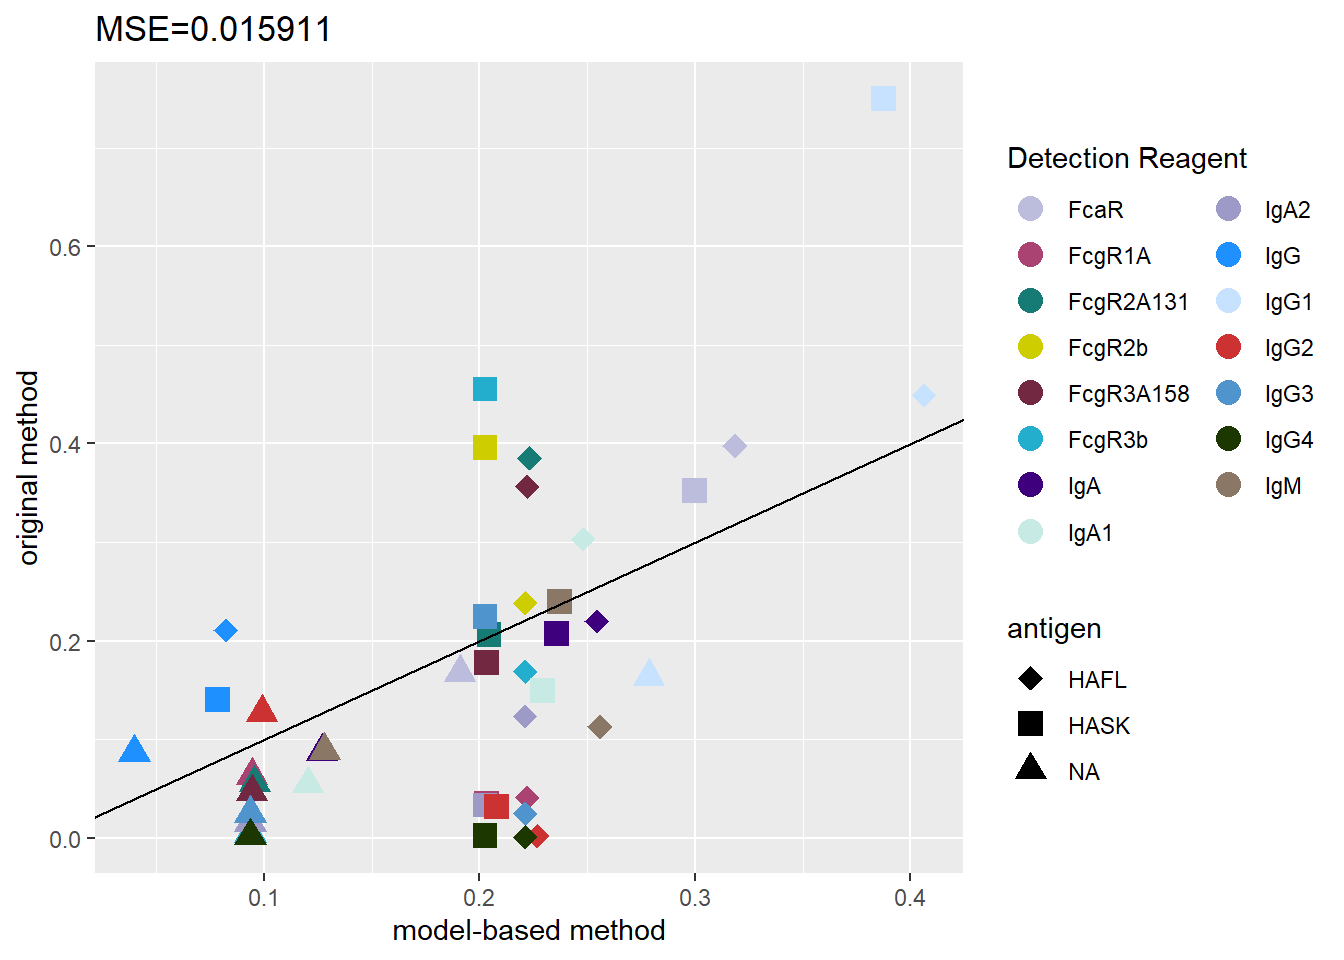 MSE=0.015911
original method
0.6
0.4
0.2
0.0
0.1
0.2
0.3
0.4
model-based method
Detection Reagent
FcaR
FcgR1A
FcgR2A131
FcgR2b
FcgR3A158
FcgR3b
IgA
IgA1
IgA2
IgG
IgG1
IgG2
IgG3
IgG4
IgM
antigen
HAFL
HASK
NA